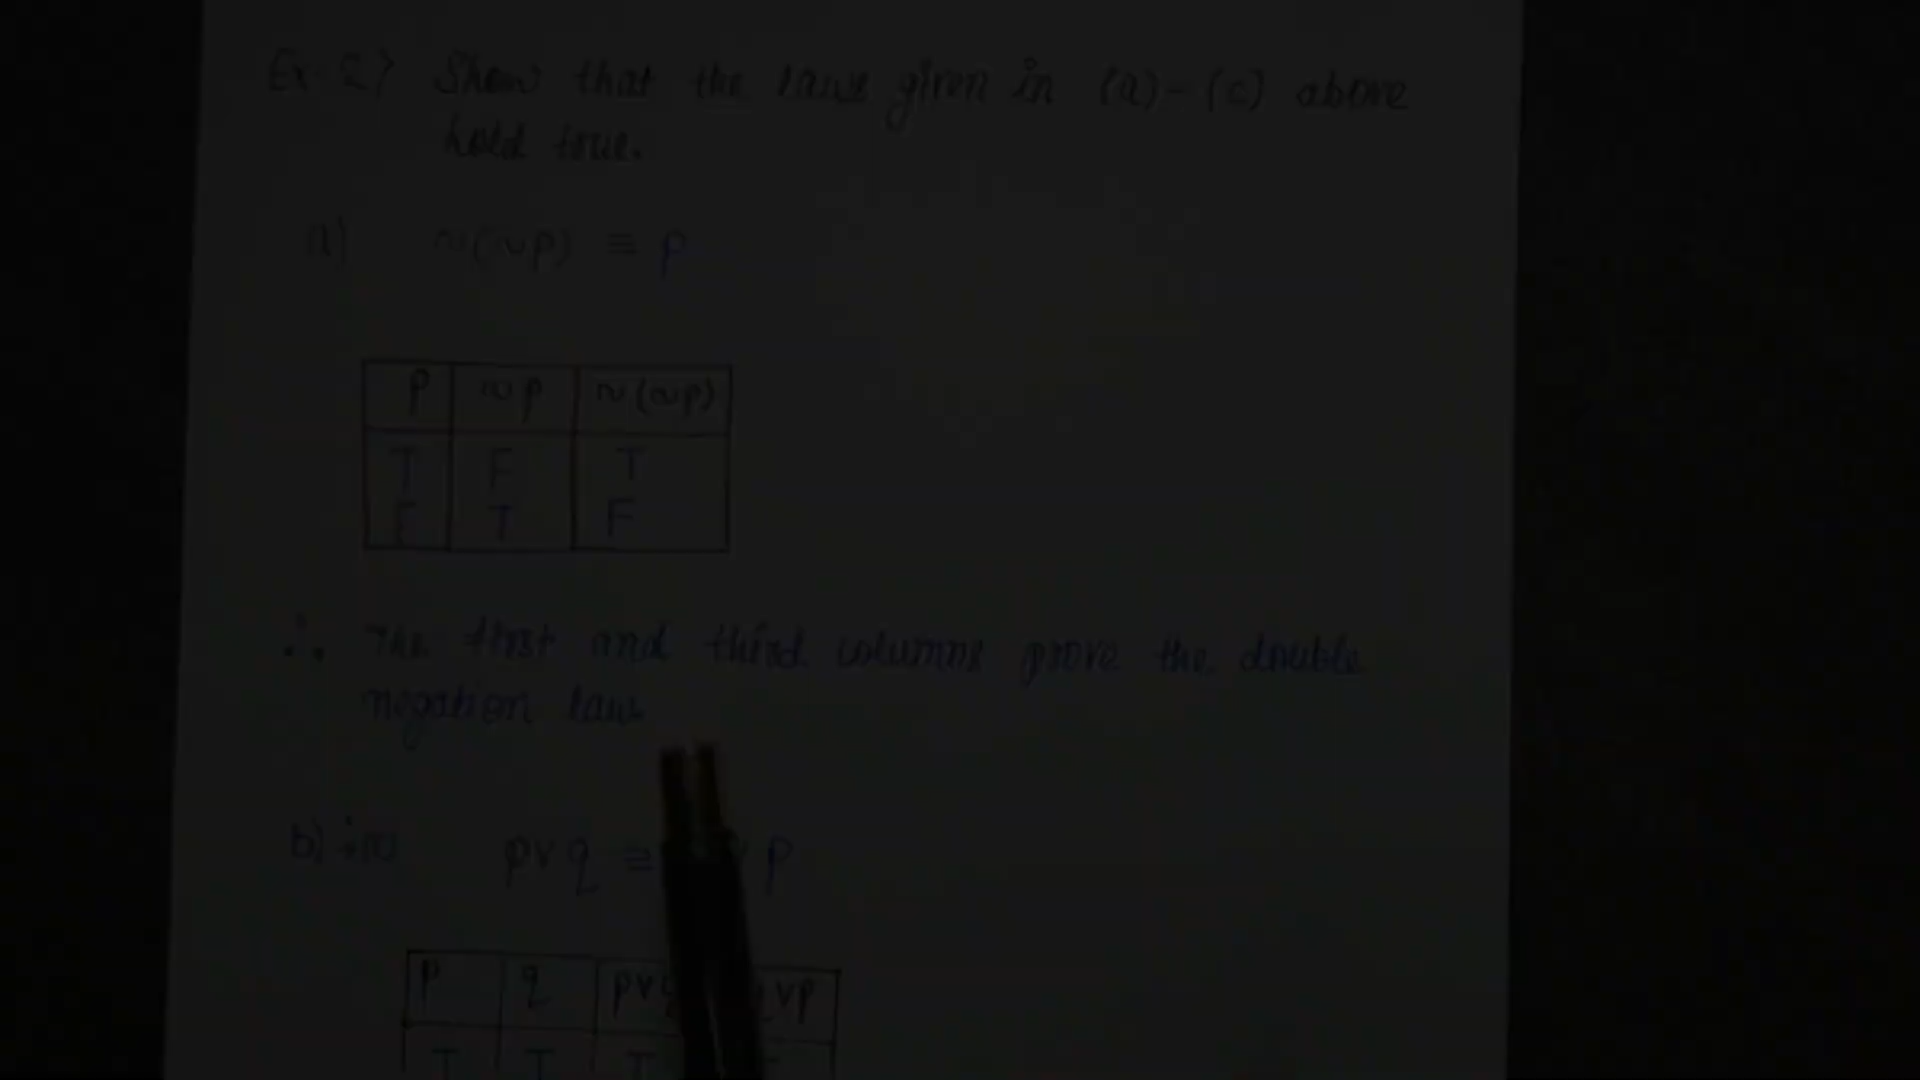 Ex-2> Show that the laws given in (a)-(c) above
hold true.
a) ~(~p) ≡ p
p ~p ~(~p)
T F T
F T F
∴ The first and third columns prove the double
negation law.
b) pvq ≡ p
p q pvq vp
T T T